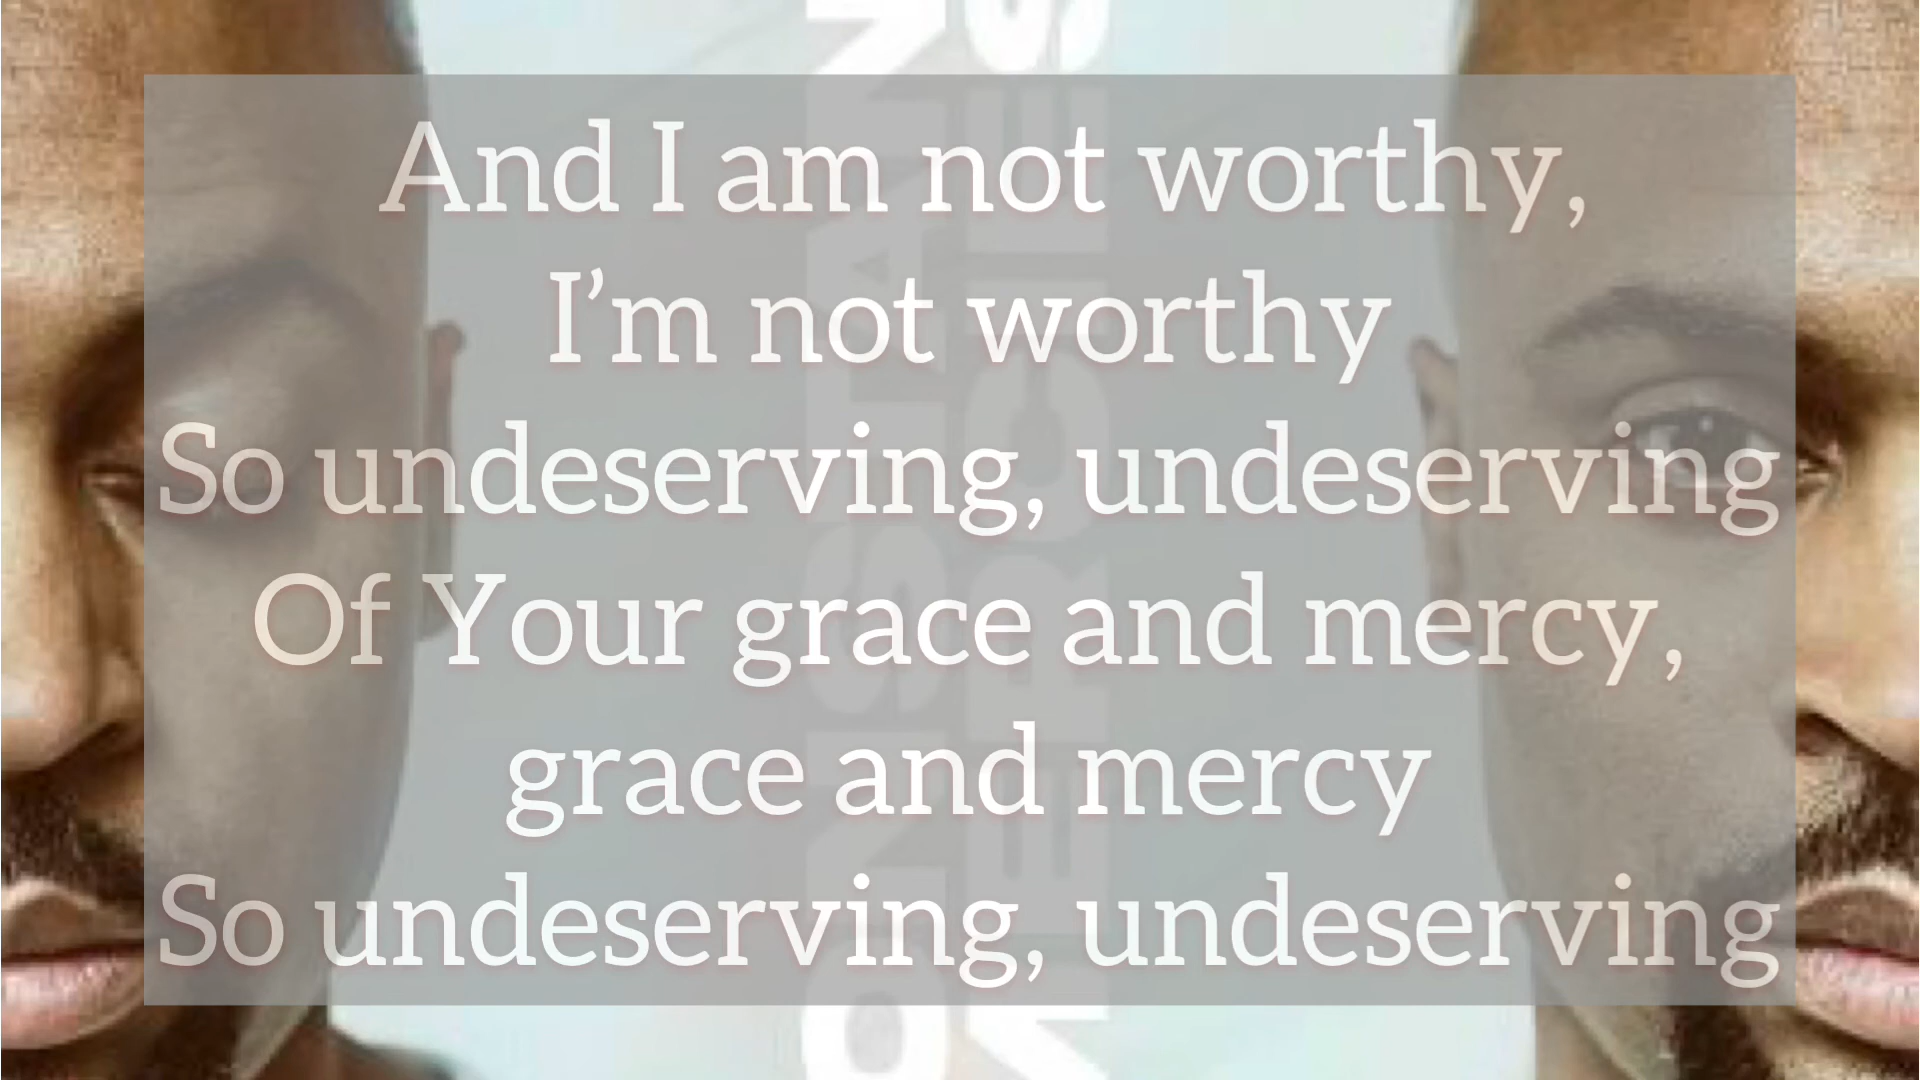 And I am not worthy,
I’m not worthy
So undeserving, undeserving
Of Your grace and mercy,
grace and mercy
So undeserving, undeserving